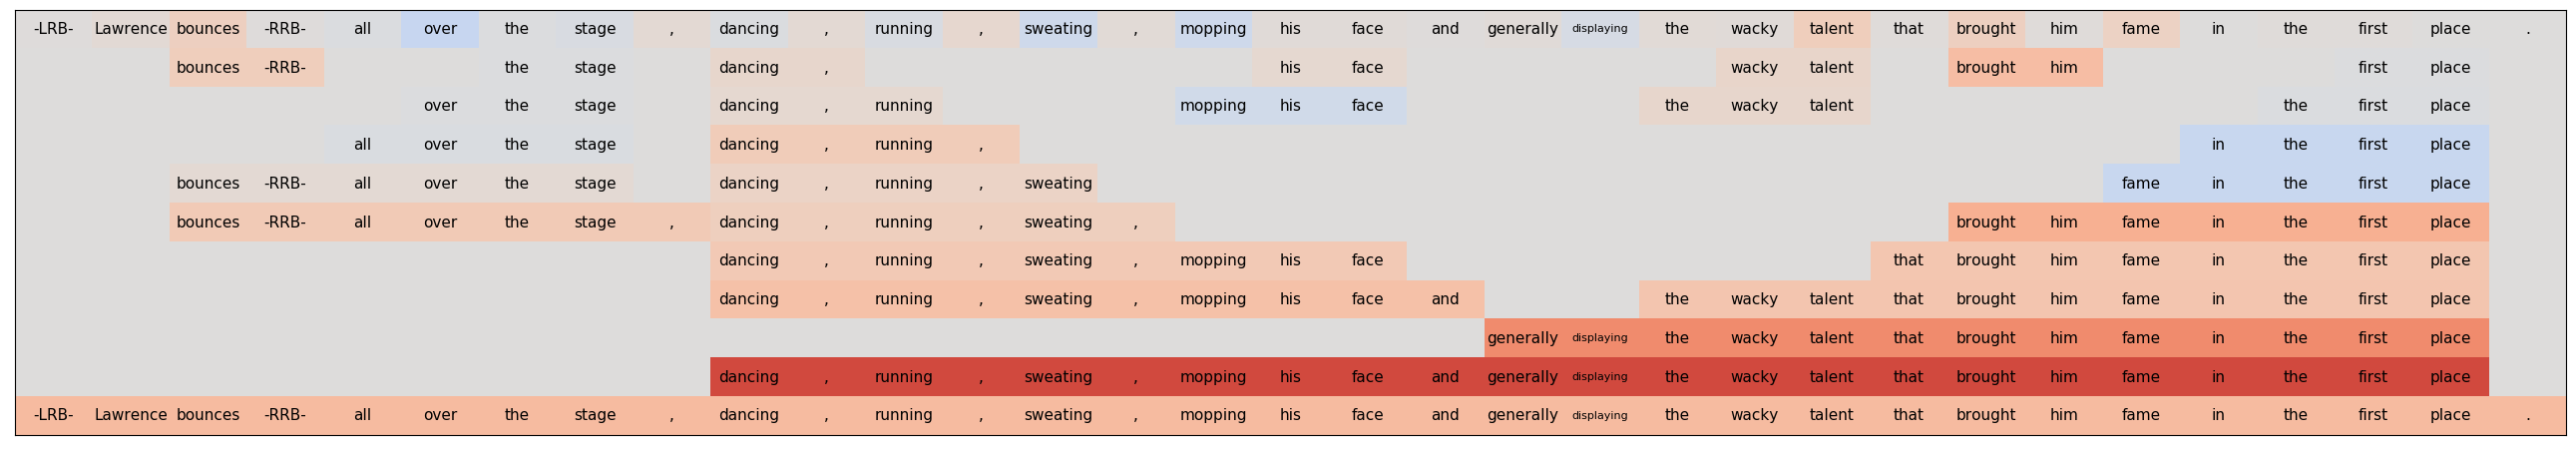 -LRB- Lawrence bounces -RRB- all over the stage , dancing , running , sweating , mopping his face and generally displaying the wacky talent that brought him fame in the first place .
bounces -RRB- the stage dancing , his face wacky talent brought him first place
over the stage dancing , running mopping his face the wacky talent the first place
all over the stage dancing , running , in the first place
bounces -RRB- all over the stage dancing , running , sweating fame in the first place
bounces -RRB- all over the stage , dancing , running , sweating , brought him fame in the first place
dancing , running , sweating , mopping his face that brought him fame in the first place
dancing , running , sweating , mopping his face and the wacky talent that brought him fame in the first place
generally displaying the wacky talent that brought him fame in the first place
dancing , running , sweating , mopping his face and generally displaying the wacky talent that brought him fame in the first place
-LRB- Lawrence bounces -RRB- all over the stage , dancing , running , sweating , mopping his face and generally displaying the wacky talent that brought him fame in the first place .